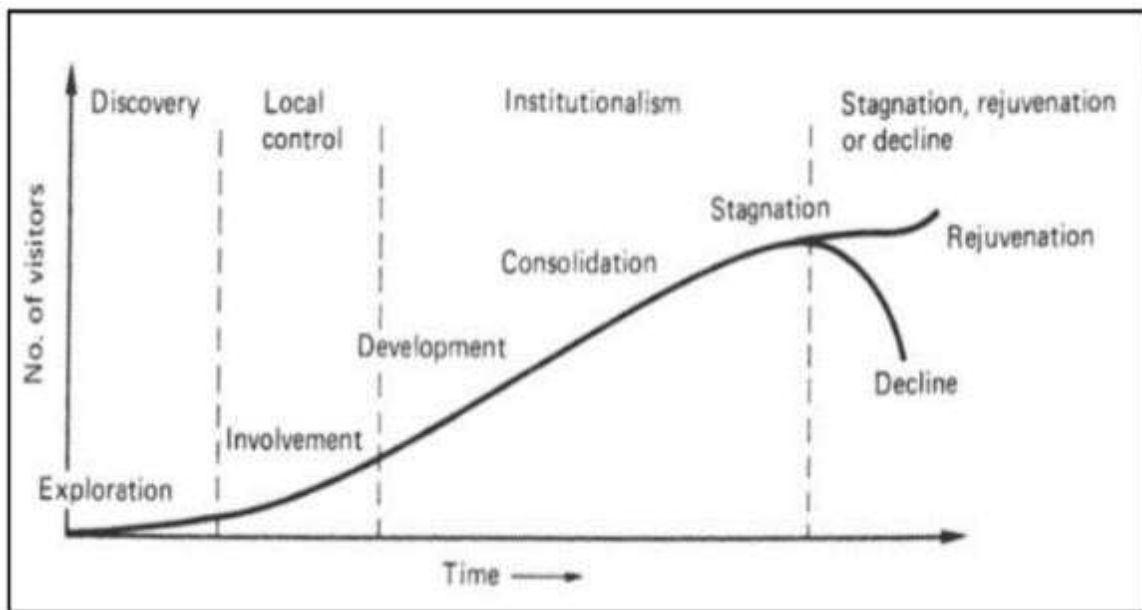 Discovery
Local
control
Institutionalism
Stagnation, rejuvenation
or decline
No. of visitors
Stagnation
Rejuvenation
Consolidation
Development
Decline
Involvement
Exploration
Time